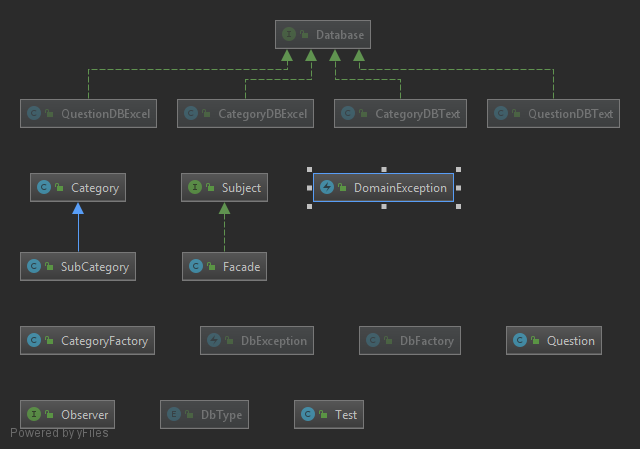 I Database
C QuestionDBExcel C CategoryDBExcel C CategoryDBText C QuestionDBText
C Category I Subject DomainException
C SubCategory C Facade
C CategoryFactory DbException C DbFactory C Question
I Observer E DbType C Test
Powered by yFiles